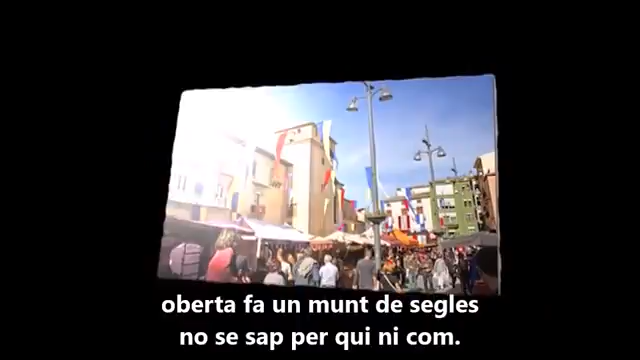 oberta fa un munt de segles
no se sap per qui ni com.